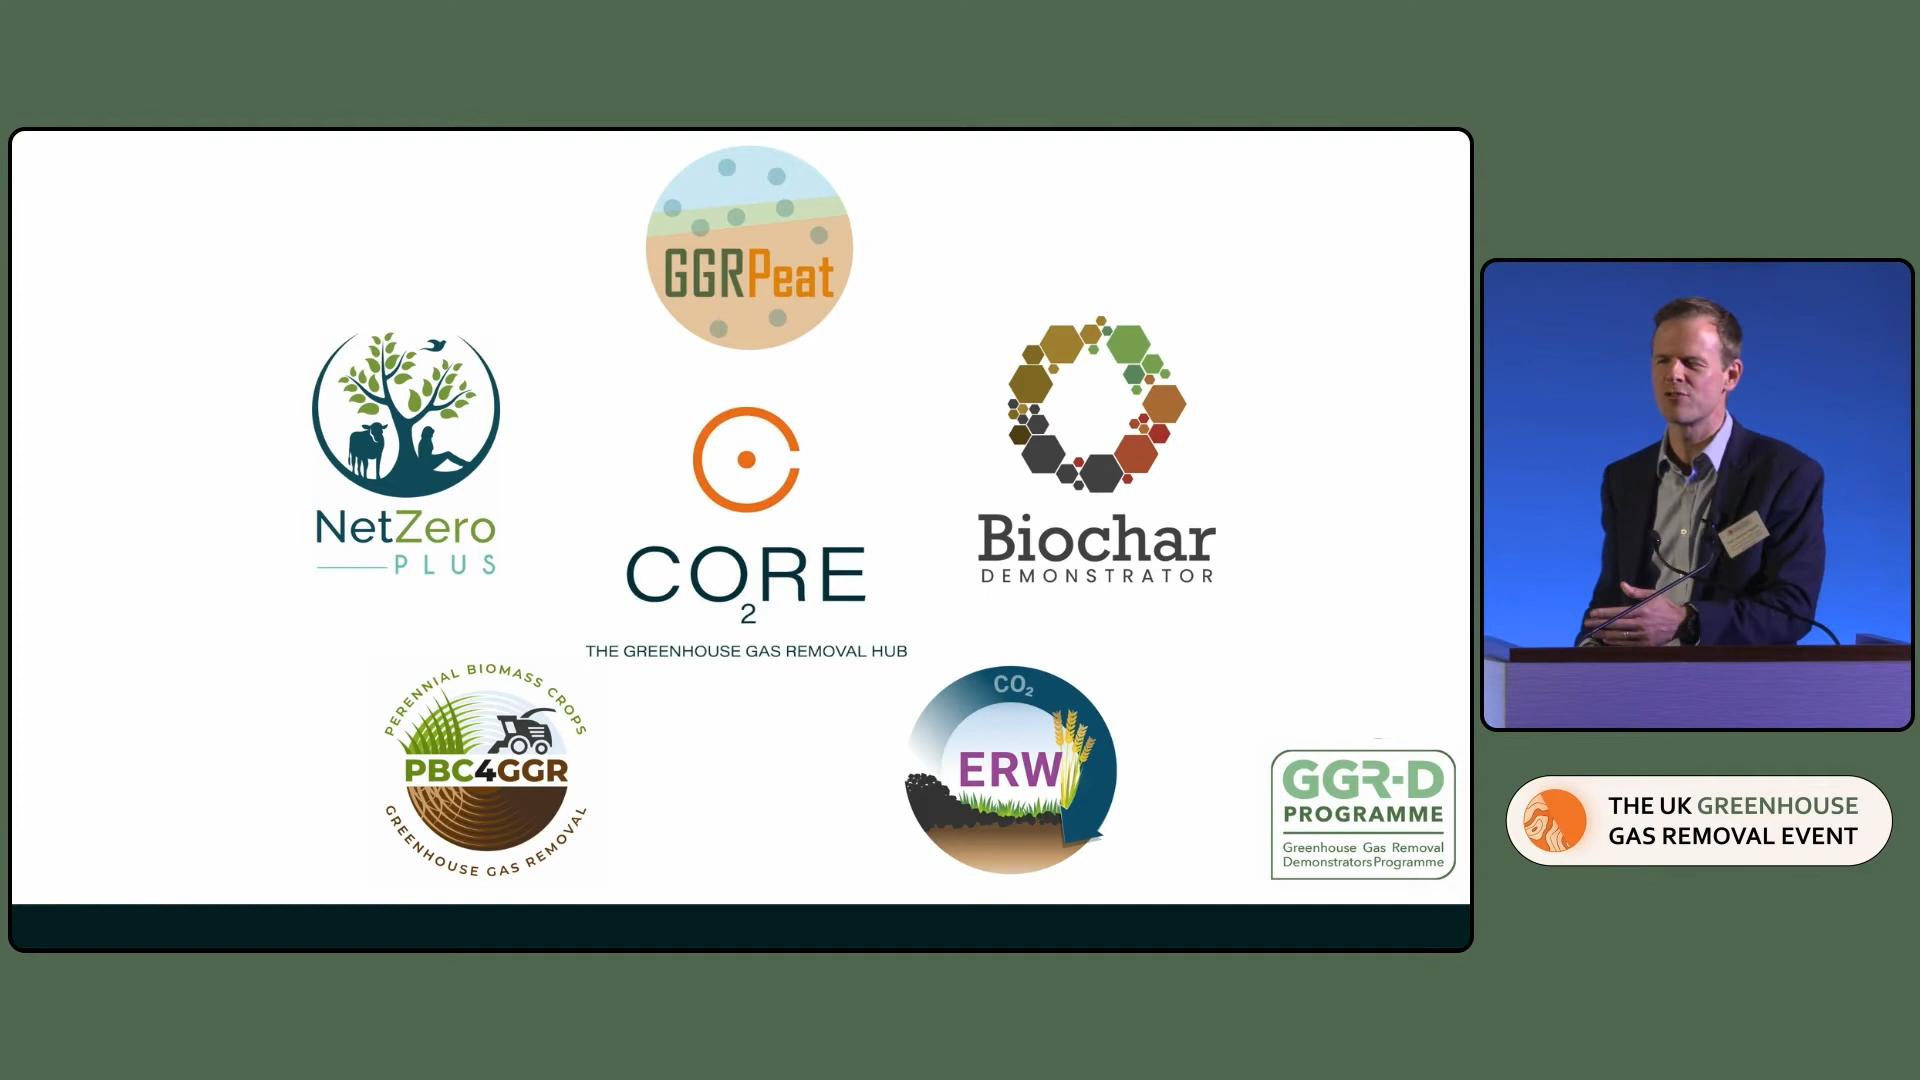 GGRPeat
NetZero
PLUS
CO2RE
THE GREENHOUSE GAS REMOVAL HUB
Biochar
DEMONSTRATOR
PERENNIAL BIOMASS CROPS
PBC4GGR
GREENHOUSE GAS REMOVAL
CO2
ERW
GGR-D
PROGRAMME
Greenhouse Gas Removal
Demonstrators Programme
THE UK GREENHOUSE
GAS REMOVAL EVENT